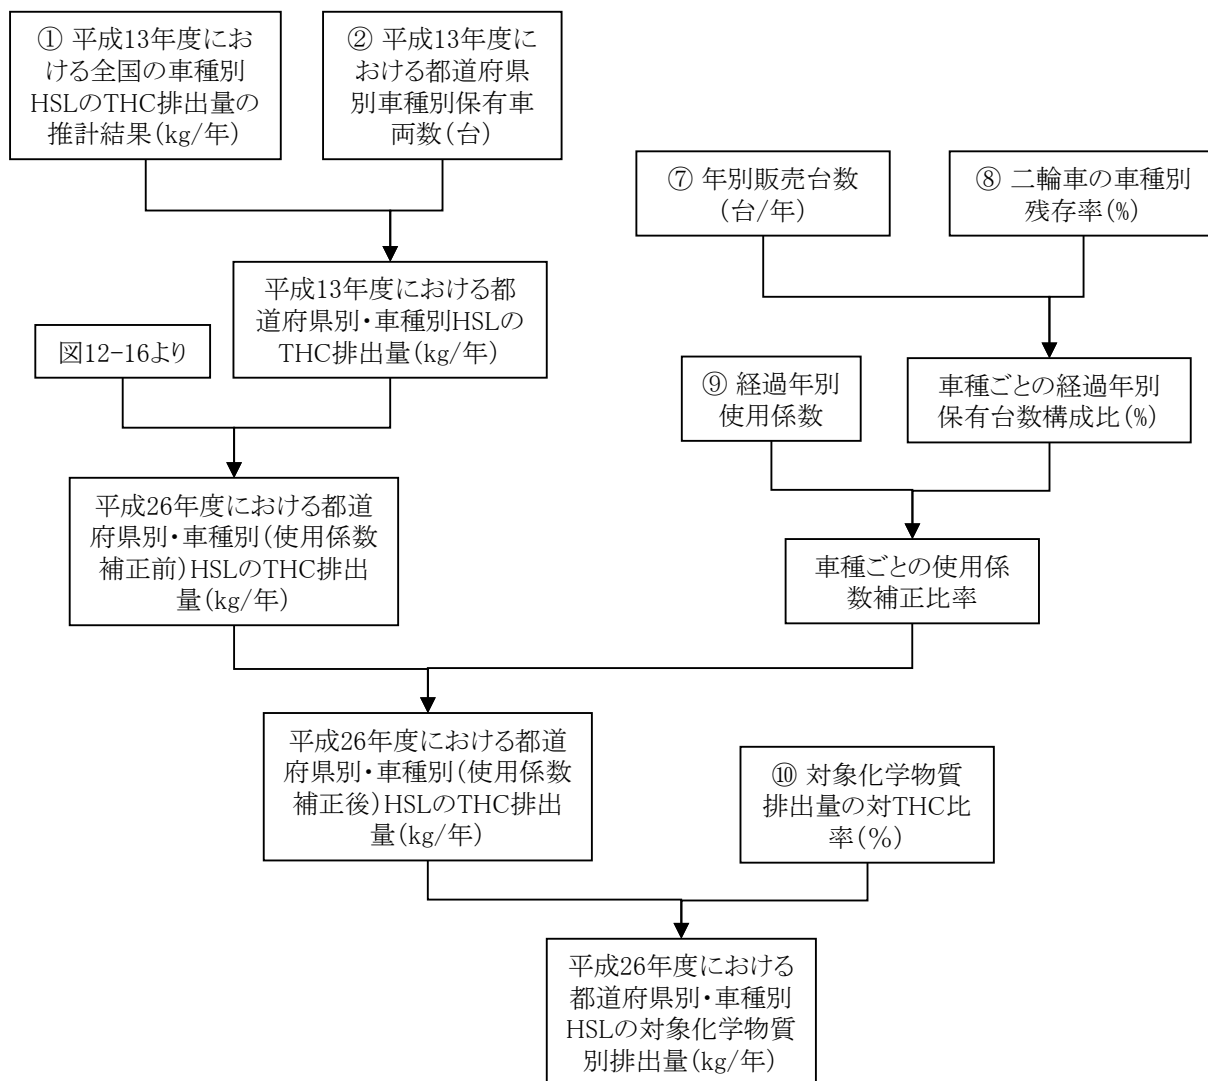 ① 平成13年度にお
ける全国の車種別
HSLのTHC排出量の
推計結果(kg/年)
② 平成13年度に
おける都道府県
別車種別保有車
両数(台)
⑦ 年別販売台数
(台/年)
⑧ 二輪車の車種別
残存率(%)
平成13年度における都
道府県別・車種別HSLの
THC排出量(kg/年)
図12-16より
⑨ 経過年別
使用係数
車種ごとの経過年別
保有台数構成比(%)
平成26年度における都道
府県別・車種別(使用係数
補正前)HSLのTHC排出
量(kg/年)
車種ごとの使用係
数補正比率
平成26年度における都道
府県別・車種別(使用係数
補正後)HSLのTHC排出
量(kg/年)
⑩ 対象化学物質
排出量の対THC比
率(%)
平成26年度における
都道府県別・車種別
HSLの対象化学物質
別排出量(kg/年)